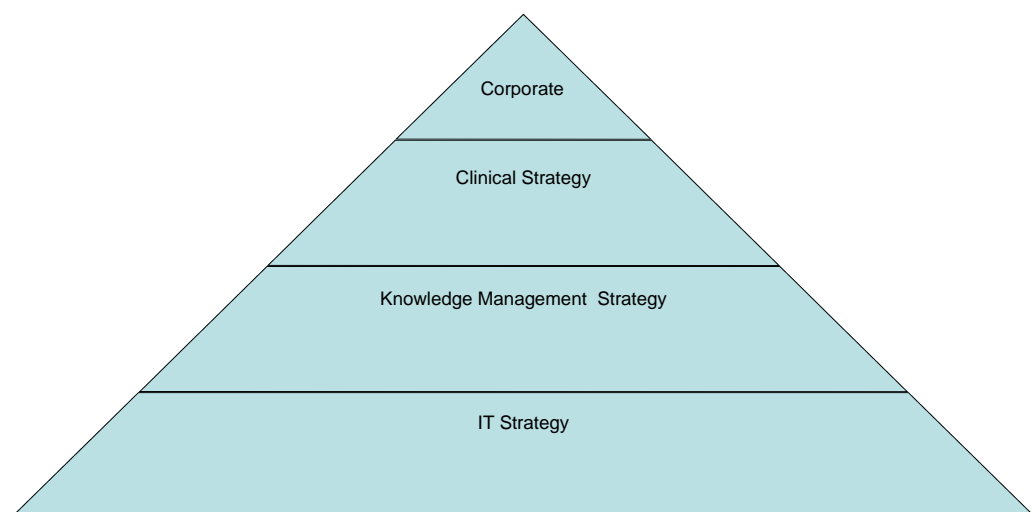 Corporate
Clinical Strategy
Knowledge Management  Strategy
IT Strategy